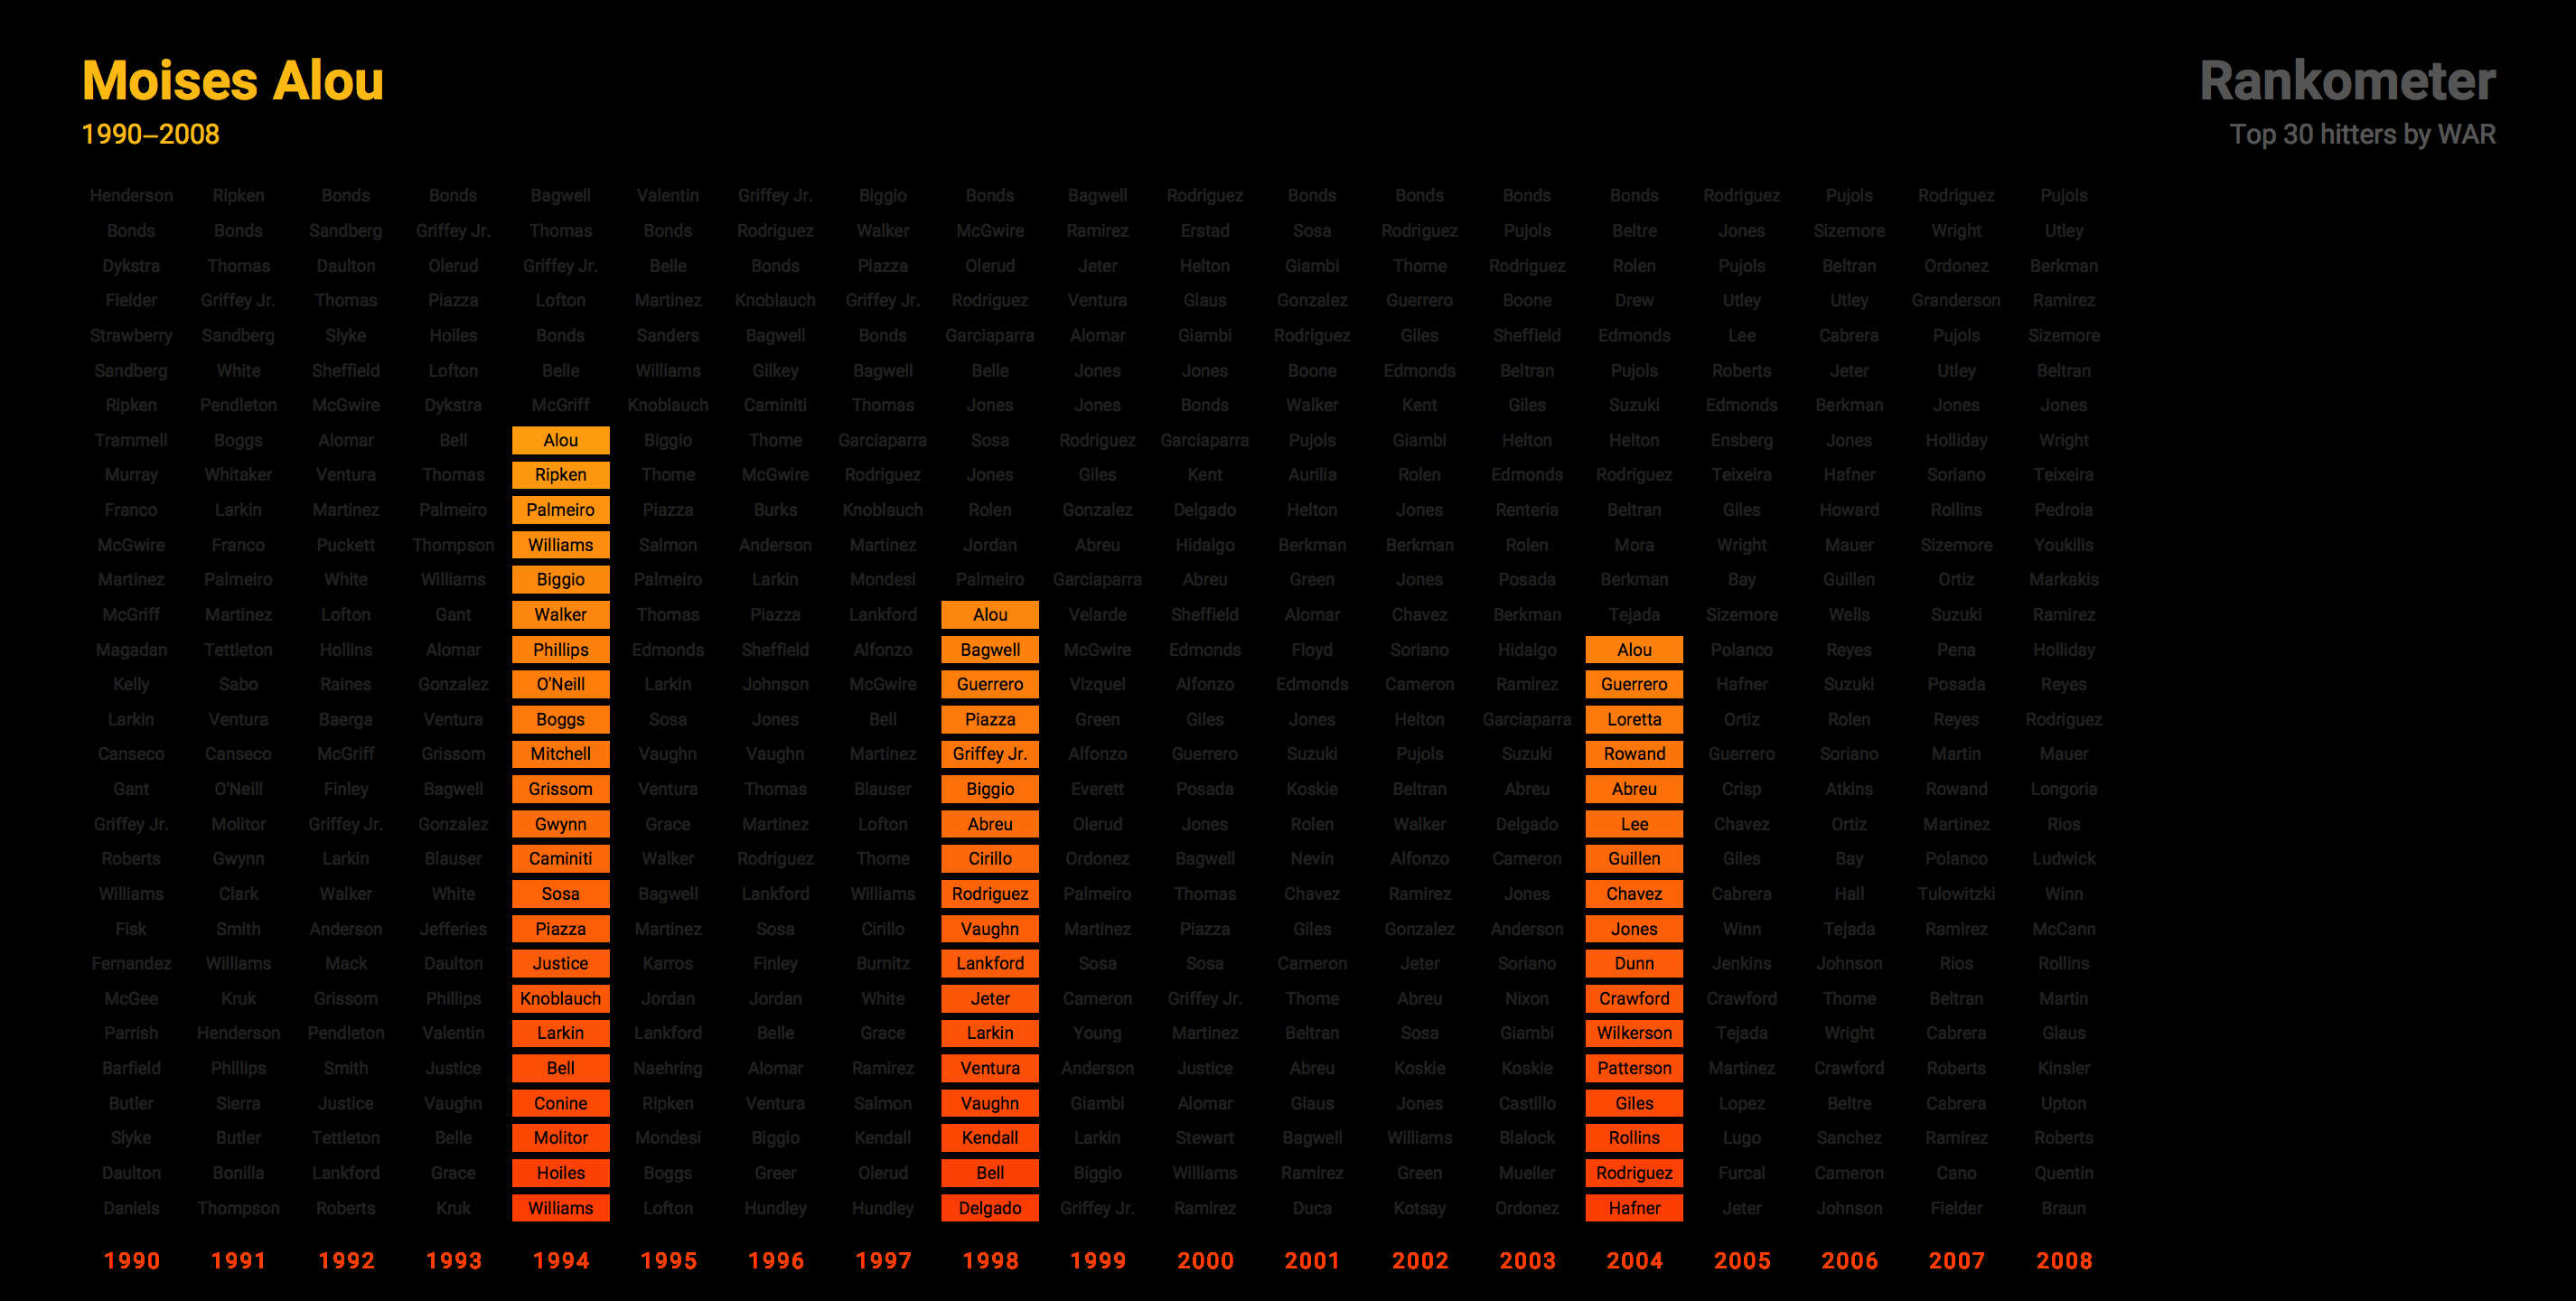 Moises Alou Rankometer
1990–2008 Top 30 hitters by WAR
Henderson Ripken Bonds Bonds Bagwell Valentin Griffey Jr. Biggio Bonds Bagwell Rodriguez Bonds Bonds Bonds Bonds Rodriguez Pujols Rodriguez Pujols
Bonds Bonds Sandberg Griffey Jr. Thomas Bonds Rodriguez Walker McGwire Ramirez Erstad Sosa Rodriguez Pujols Beltre Jones Sizemore Wright Utley
Dykstra Thomas Daulton Olerud Griffey Jr. Belle Bonds Piazza Olerud Jeter Helton Giambi Thome Rodriguez Rolen Pujols Beltran Ordonez Berkman
Fielder Griffey Jr. Thomas Piazza Lofton Martinez Knoblauch Griffey Jr. Rodriguez Ventura Glaus Gonzalez Guerrero Boone Drew Utley Utley Granderson Ramirez
Strawberry Sandberg Slyke Hoiles Bonds Sanders Bagwell Bonds Garciaparra Alomar Giambi Rodriguez Giles Sheffield Edmonds Lee Cabrera Pujols Sizemore
Sandberg White Sheffield Lofton Belle Williams Gilkey Bagwell Belle Jones Jones Boone Edmonds Beltran Pujols Roberts Jeter Utley Beltran
Ripken Pendleton McGwire Dykstra McGriff Knoblauch Caminiti Thomas Jones Jones Bonds Walker Kent Giles Suzuki Edmonds Berkman Jones Jones
Trammell Boggs Alomar Bell Alou Biggio Thome Garciaparra Sosa Rodriguez Garciaparra Pujols Giambi Helton Helton Ensberg Jones Holliday Wright
Murray Whitaker Ventura Thomas Ripken Thome McGwire Rodriguez Jones Giles Kent Aurilia Rolen Edmonds Rodriguez Teixeira Hafner Soriano Teixeira
Franco Larkin Martinez Palmeiro Palmeiro Piazza Burks Knoblauch Rolen Gonzalez Delgado Helton Jones Renteria Beltran Giles Howard Rollins Pedroia
McGwire Franco Puckett Thompson Williams Salmon Anderson Martinez Jordan Abreu Hidalgo Berkman Berkman Rolen Mora Wright Mauer Sizemore Youkilis
Martinez Palmeiro White Williams Biggio Palmeiro Larkin Mondesi Palmeiro Garciaparra Abreu Green Jones Posada Berkman Bay Guillen Ortiz Markakis
McGriff Martinez Lofton Gant Walker Thomas Piazza Lankford Alou Velarde Sheffield Alomar Chavez Berkman Tejada Sizemore Wells Suzuki Ramirez
Magadan Tettleton Hollins Alomar Phillips Edmonds Sheffield Alfonzo Bagwell McGwire Edmonds Floyd Soriano Hidalgo Alou Polanco Reyes Pena Holliday
Kelly Sabo Raines Gonzalez O'Neill Larkin Johnson McGwire Guerrero Vizquel Alfonzo Edmonds Cameron Ramirez Guerrero Hafner Suzuki Posada Reyes
Larkin Ventura Baerga Ventura Boggs Sosa Jones Bell Piazza Green Giles Jones Helton Garciaparra Loretta Ortiz Rolen Reyes Rodriguez
Canseco Canseco McGriff Grissom Mitchell Vaughn Vaughn Martinez Griffey Jr. Alfonzo Guerrero Suzuki Pujols Suzuki Rowand Guerrero Soriano Martin Mauer
Gant O'Neill Finley Bagwell Grissom Ventura Thomas Blauser Biggio Everett Posada Koskie Beltran Abreu Abreu Crisp Atkins Rowand Longoria
Griffey Jr. Molitor Griffey Jr. Gonzalez Gwynn Grace Martinez Lofton Abreu Olerud Jones Rolen Walker Delgado Lee Chavez Ortiz Martinez Rios
Roberts Gwynn Larkin Blauser Caminiti Walker Rodriguez Thome Cirillo Ordonez Bagwell Nevin Alfonzo Cameron Guillen Giles Bay Polanco Ludwick
Williams Clark Walker White Sosa Bagwell Lankford Williams Rodriguez Palmeiro Thomas Chavez Ramirez Jones Chavez Cabrera Hall Tulowitzki Winn
Fisk Smith Anderson Jefferies Piazza Martinez Sosa Cirillo Vaughn Martinez Piazza Giles Gonzalez Anderson Jones Winn Tejada Ramirez McCann
Fernandez Williams Mack Daulton Justice Karros Finley Burnitz Lankford Sosa Sosa Cameron Jeter Soriano Dunn Jenkins Johnson Rios Rollins
McGee Kruk Grissom Phillips Knoblauch Jordan Jordan White Jeter Cameron Griffey Jr. Thome Abreu Nixon Crawford Crawford Thome Beltran Martin
Parrish Henderson Pendleton Valentin Larkin Lankford Belle Grace Larkin Young Martinez Beltran Sosa Giambi Wilkerson Tejada Wright Cabrera Glaus
Barfield Phillips Smith Justice Bell Naehring Alomar Ramirez Ventura Anderson Justice Abreu Koskie Koskie Patterson Martinez Crawford Roberts Kinsler
Butler Sierra Justice Vaughn Conine Ripken Ventura Salmon Vaughn Giambi Alomar Glaus Jones Castillo Giles Lopez Beltre Cabrera Upton
Slyke Butler Tettleton Belle Molitor Mondesi Biggio Kendall Kendall Larkin Stewart Bagwell Williams Blalock Rollins Lugo Sanchez Ramirez Roberts
Daulton Bonilla Lankford Grace Hoiles Boggs Greer Olerud Bell Biggio Williams Ramirez Green Mueller Rodriguez Furcal Cameron Cano Quentin
Daniels Thompson Roberts Kruk Williams Lofton Hundley Hundley Delgado Griffey Jr. Ramirez Duca Kotsay Ordonez Hafner Jeter Johnson Fielder Braun
1990 1991 1992 1993 1994 1995 1996 1997 1998 1999 2000 2001 2002 2003 2004 2005 2006 2007 2008